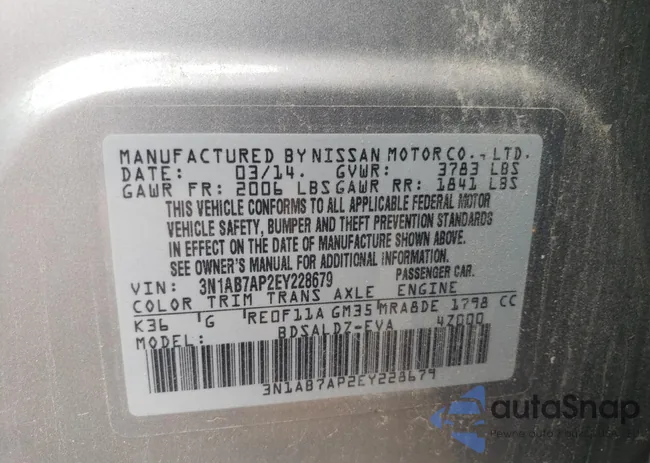 MANUFACTURED BY NISSAN MOTOR CO., LTD.
DATE: 03/14. GVWR: 3783 LBS
GAWR FR: 2006 LBS GAWR RR: 1841 LBS
THIS VEHICLE CONFORMS TO ALL APPLICABLE FEDERAL MOTOR
VEHICLE SAFETY, BUMPER AND THEFT PREVENTION STANDARDS
IN EFFECT ON THE DATE OF MANUFACTURE SHOWN ABOVE.
SEE OWNER'S MANUAL FOR ADDITIONAL INFORMATION.
VIN: 3N1AB7AP2EY228679 PASSENGER CAR.
COLOR TRIM TRANS AXLE ENGINE
K36 G RE0F11A GM35 MRA8DE 1798 CC
MODEL: BDSALDZ-EVA 4Z000
3N1AB7AP2EY228679
autaSnap